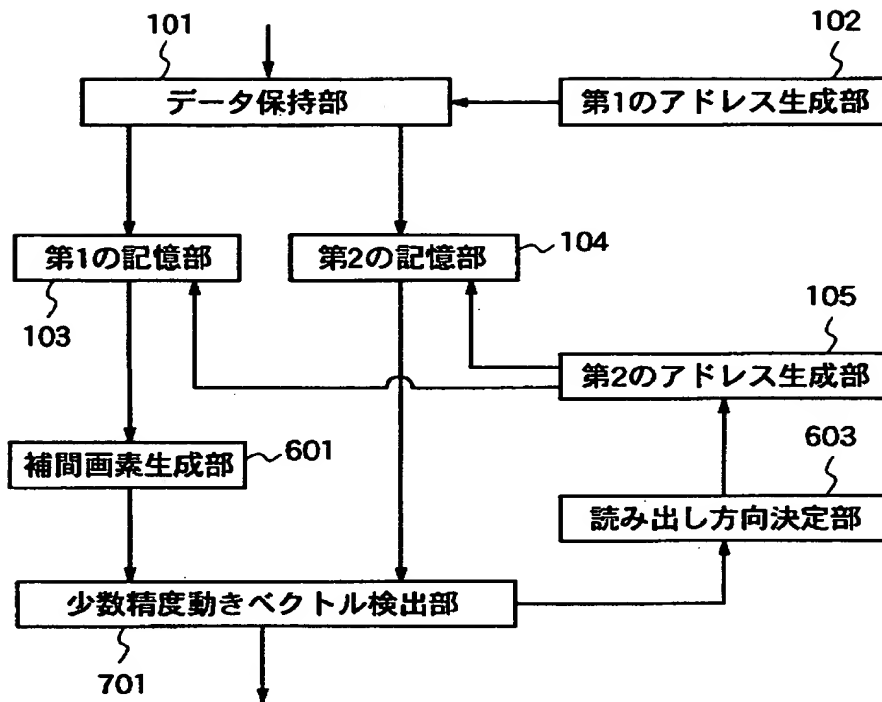 101
102
データ保持部
第1のアドレス生成部
第1の記憶部
第2の記憶部
104
103
105
第2のアドレス生成部
補間画素生成部
601
603
読み出し方向決定部
少数精度動きベクトル検出部
701